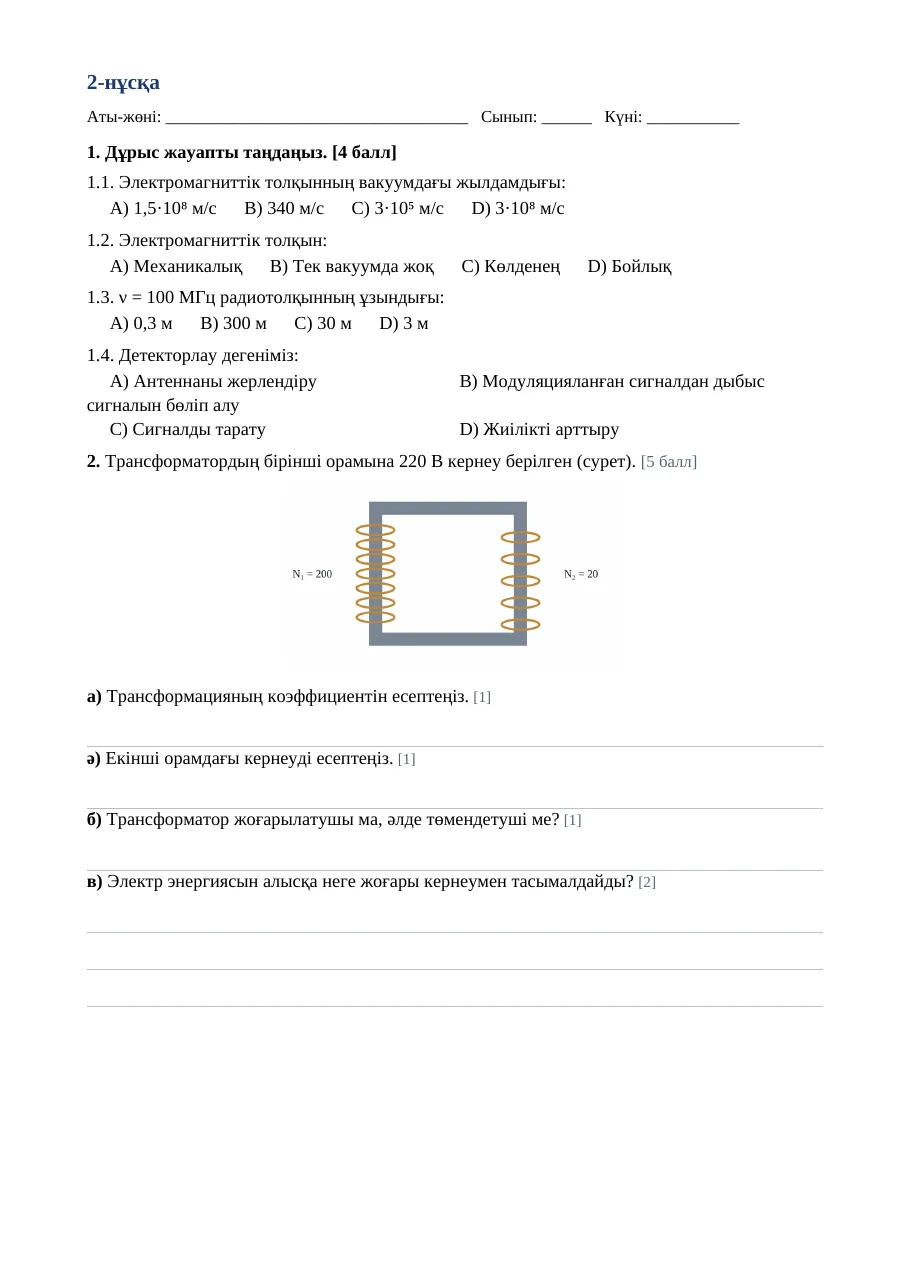 2-нұсқа
Аты-жөні: ____________________________________ Сынып: ______ Күні: ___________
1. Дұрыс жауапты таңдаңыз. [4 балл]
1.1. Электромагниттік толқынның вакуумдағы жылдамдығы:
A) 1,5·10⁸ м/с B) 340 м/с C) 3·10⁵ м/с D) 3·10⁸ м/с
1.2. Электромагниттік толқын:
A) Механикалық B) Тек вакуумда жоқ C) Көлденең D) Бойлық
1.3. ν = 100 МГц радиотолқынның ұзындығы:
A) 0,3 м B) 300 м C) 30 м D) 3 м
1.4. Детекторлау дегеніміз:
A) Антеннаны жерлендіру B) Модуляцияланған сигналдан дыбыс
сигналын бөліп алу
C) Сигналды тарату D) Жиілікті арттыру
2. Трансформатордың бірінші орамына 220 В кернеу берілген (сурет). [5 балл]
N₁ = 200 N₂ = 20
а) Трансформацияның коэффициентін есептеңіз. [1]
ә) Екінші орамдағы кернеуді есептеңіз. [1]
б) Трансформатор жоғарылатушы ма, әлде төмендетуші ме? [1]
в) Электр энергиясын алысқа неге жоғары кернеумен тасымалдайды? [2]